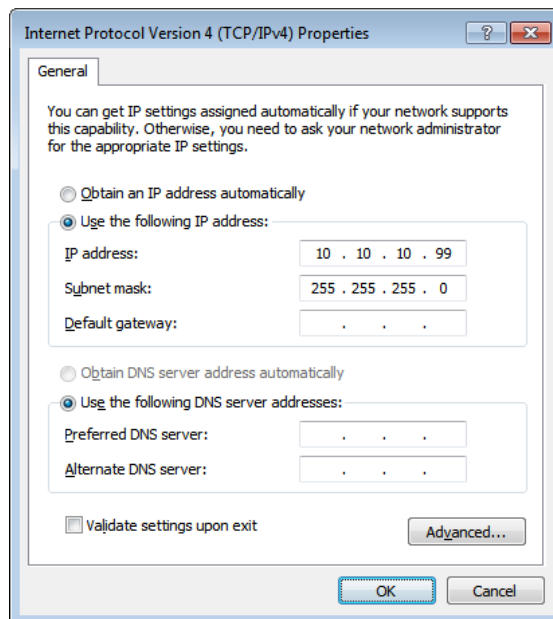 Internet Protocol Version 4 (TCP/IPv4) Properties
General
You can get IP settings assigned automatically if your network supports
this capability. Otherwise, you need to ask your network administrator
for the appropriate IP settings.
Obtain an IP address automatically
Use the following IP address:
IP address: 10 . 10 . 10 . 99
Subnet mask: 255 . 255 . 255 . 0
Default gateway: . . .
Obtain DNS server address automatically
Use the following DNS server addresses:
Preferred DNS server: . . .
Alternate DNS server: . . .
Validate settings upon exit
Advanced...
OK Cancel